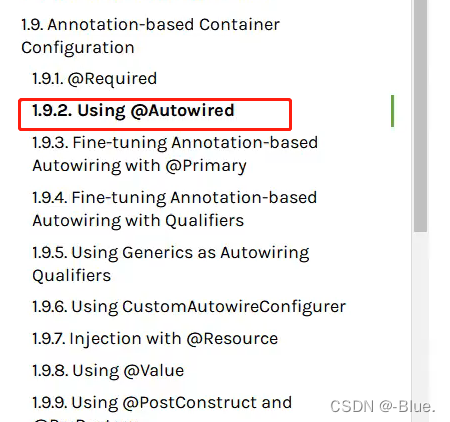 1.9. Annotation-based Container
Configuration
1.9.1. @Required
1.9.2. Using @Autowired
1.9.3. Fine-tuning Annotation-based
Autowiring with @Primary
1.9.4. Fine-tuning Annotation-based
Autowiring with Qualifiers
1.9.5. Using Generics as Autowiring
Qualifiers
1.9.6. Using CustomAutowireConfigurer
1.9.7. Injection with @Resource
1.9.8. Using @Value
1.9.9. Using @PostConstruct and
CSDN @-Blue.